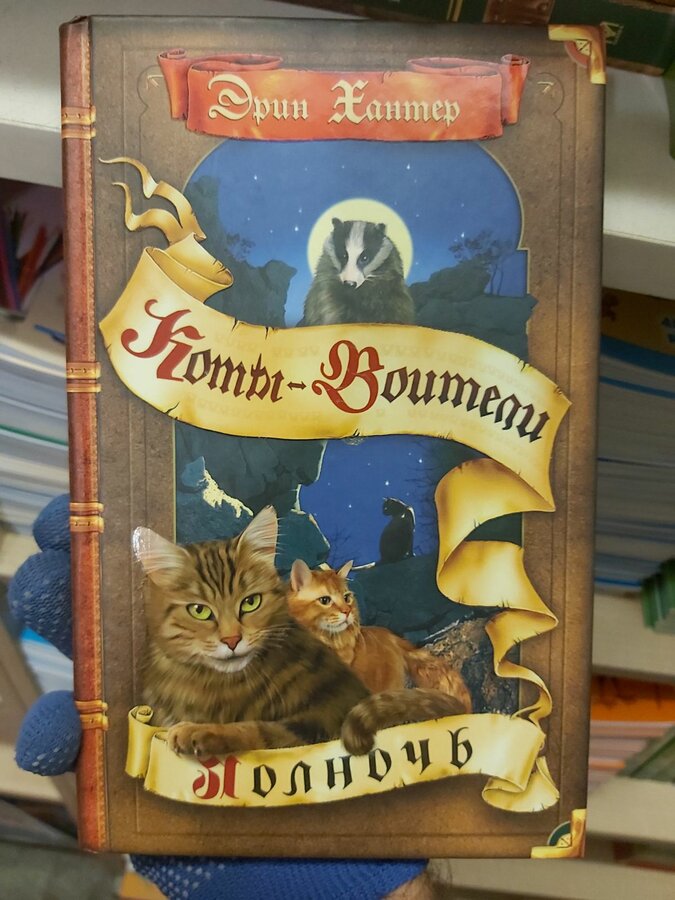 Эрин Хантер
Коты-Воители
Полночь